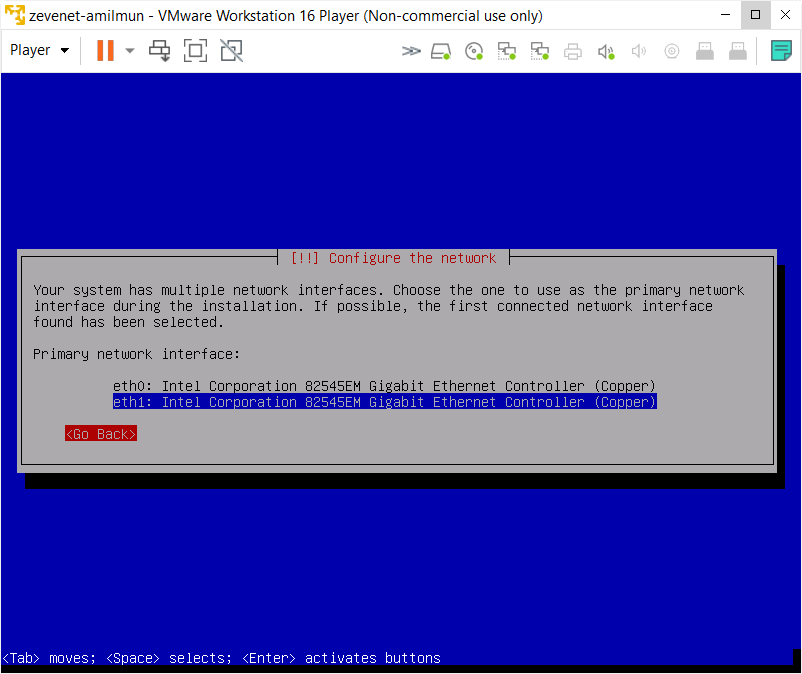 zevenet-amilmun - VMware Workstation 16 Player (Non-commercial use only)
Player
[!!] Configure the network
Your system has multiple network interfaces. Choose the one to use as the primary network
interface during the installation. If possible, the first connected network interface
found has been selected.
Primary network interface:
eth0: Intel Corporation 82545EM Gigabit Ethernet Controller (Copper)
eth1: Intel Corporation 82545EM Gigabit Ethernet Controller (Copper)
<Go Back>
<Tab> moves; <Space> selects; <Enter> activates buttons